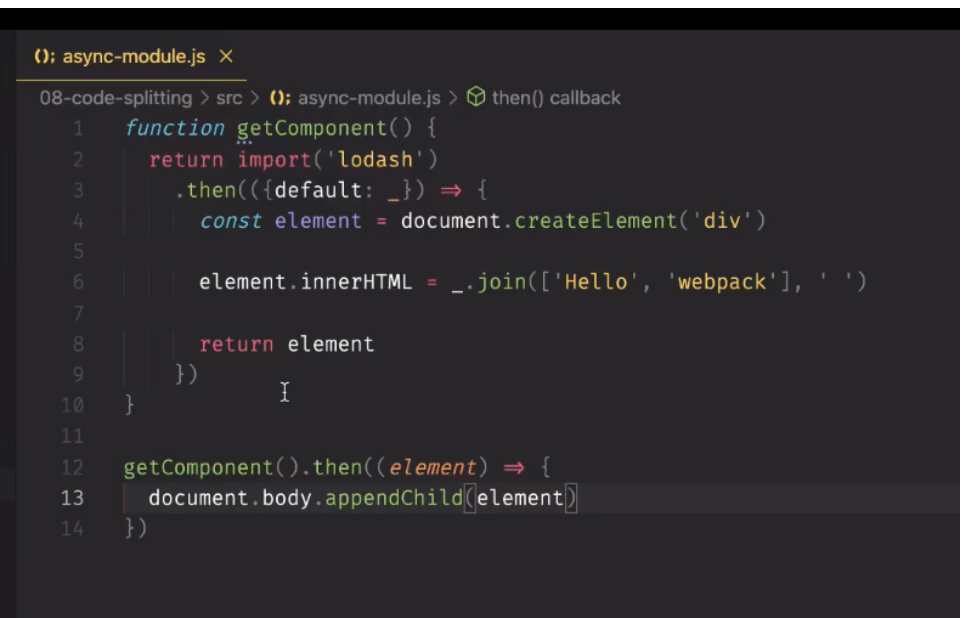 (); async-module.js ×
08-code-splitting > src > (); async-module.js > then() callback
1 function getComponent() {
2   return import('lodash')
3     .then(({default: _}) => {
4       const element = document.createElement('div')
5
6       element.innerHTML = _.join(['Hello', 'webpack'], ' ')
7
8       return element
9     })
10 }
11
12 getComponent().then((element) => {
13   document.body.appendChild(element)
14 })